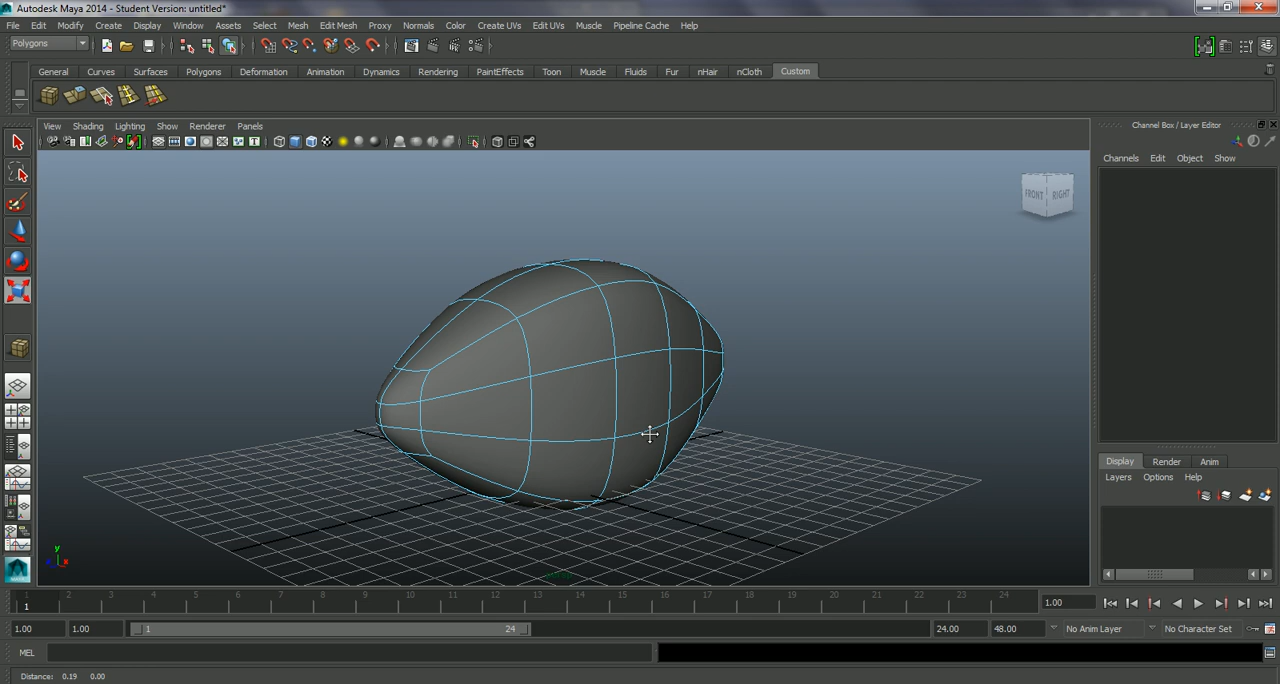 Autodesk Maya 2014 - Student Version: untitled*
File Edit Modify Create Display Window Assets Select Mesh Edit Mesh Proxy Normals Color Create UVs Edit UVs Muscle Pipeline Cache Help
Polygons
General Curves Surfaces Polygons Deformation Animation Dynamics Rendering PaintEffects Toon Muscle Fluids Fur nHair nCloth Custom
View Shading Lighting Show Renderer Panels
Channel Box / Layer Editor
Channels Edit Object Show
FRONT RIGHT
Display Render Anim
Layers Options Help
y
x
1 2 3 4 5 6 7 8 9 10 11 12 13 14 15 16 17 18 19 20 21 22 23 24
1 1.00
1.00 1.00 1 24 24.00 48.00 No Anim Layer No Character Set
MEL
Distance: 0.19 0.00